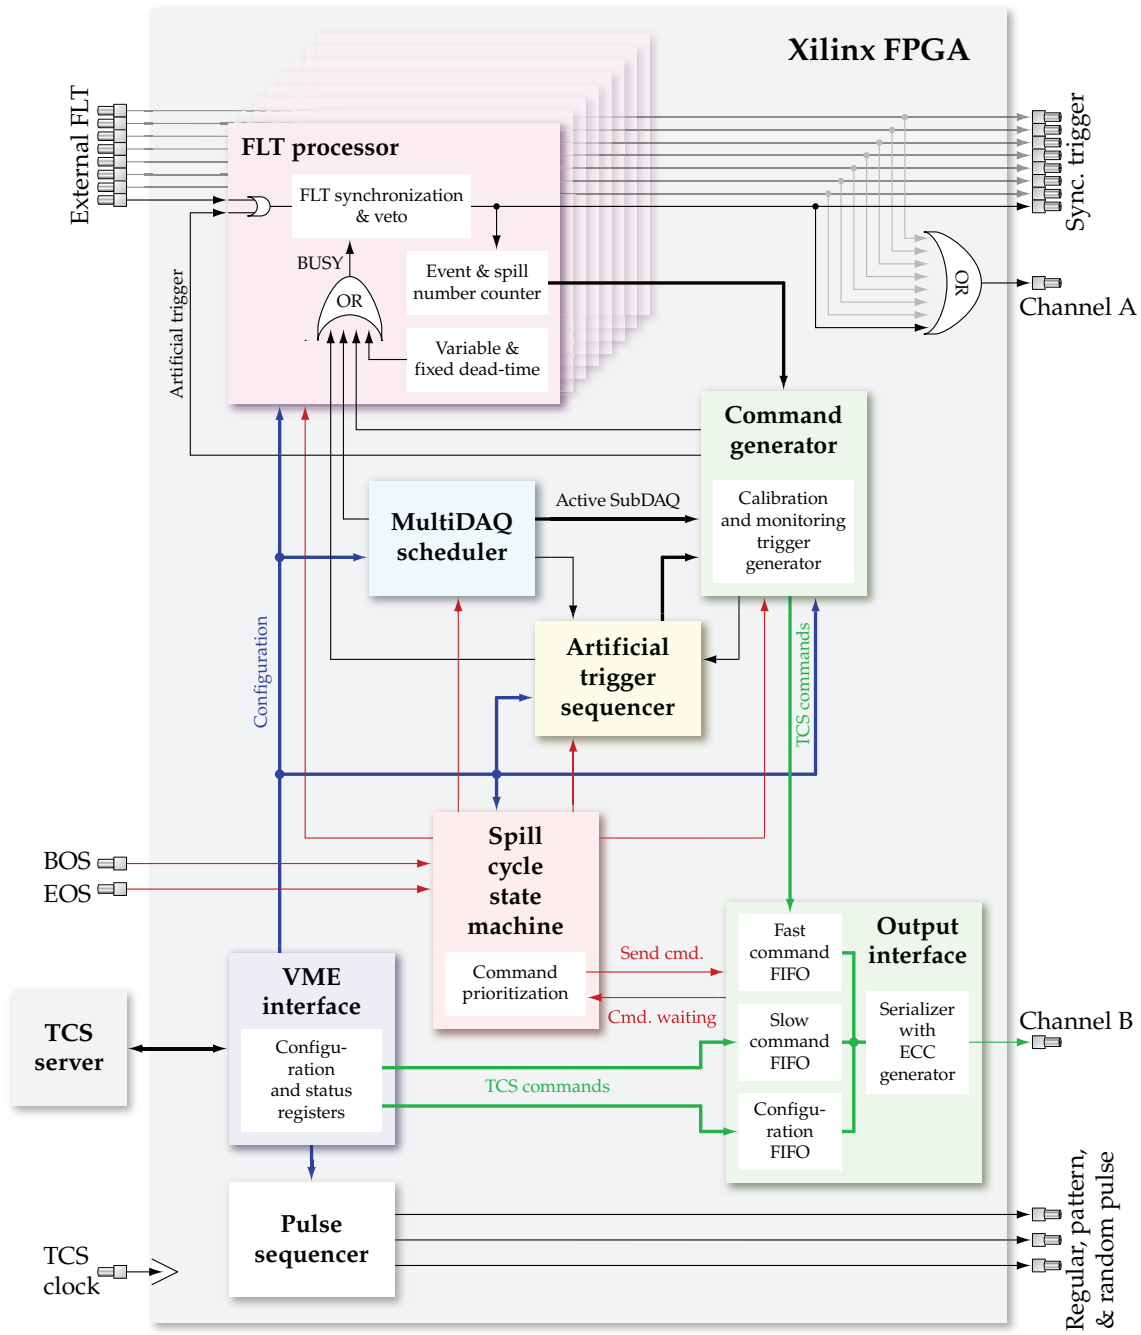 Xilinx FPGA
External FLT
Sync. trigger
FLT processor
FLT synchronization
& veto
BUSY
OR
Event & spill
number counter
Variable &
fixed dead-time
OR
Channel A
Artificial trigger
Command
generator
Calibration
and monitoring
trigger
generator
MultiDAQ
scheduler
Active SubDAQ
Artificial
trigger
sequencer
Configuration
TCS commands
BOS
EOS
Spill
cycle
state
machine
Command
prioritization
Send cmd.
Cmd. waiting
Output
interface
Fast
command
FIFO
Slow
command
FIFO
Configu-
ration
FIFO
Serializer
with
ECC
generator
Channel B
TCS
server
VME
interface
Configu-
ration
and status
registers
TCS commands
Pulse
sequencer
TCS
clock
Regular, pattern,
& random pulse